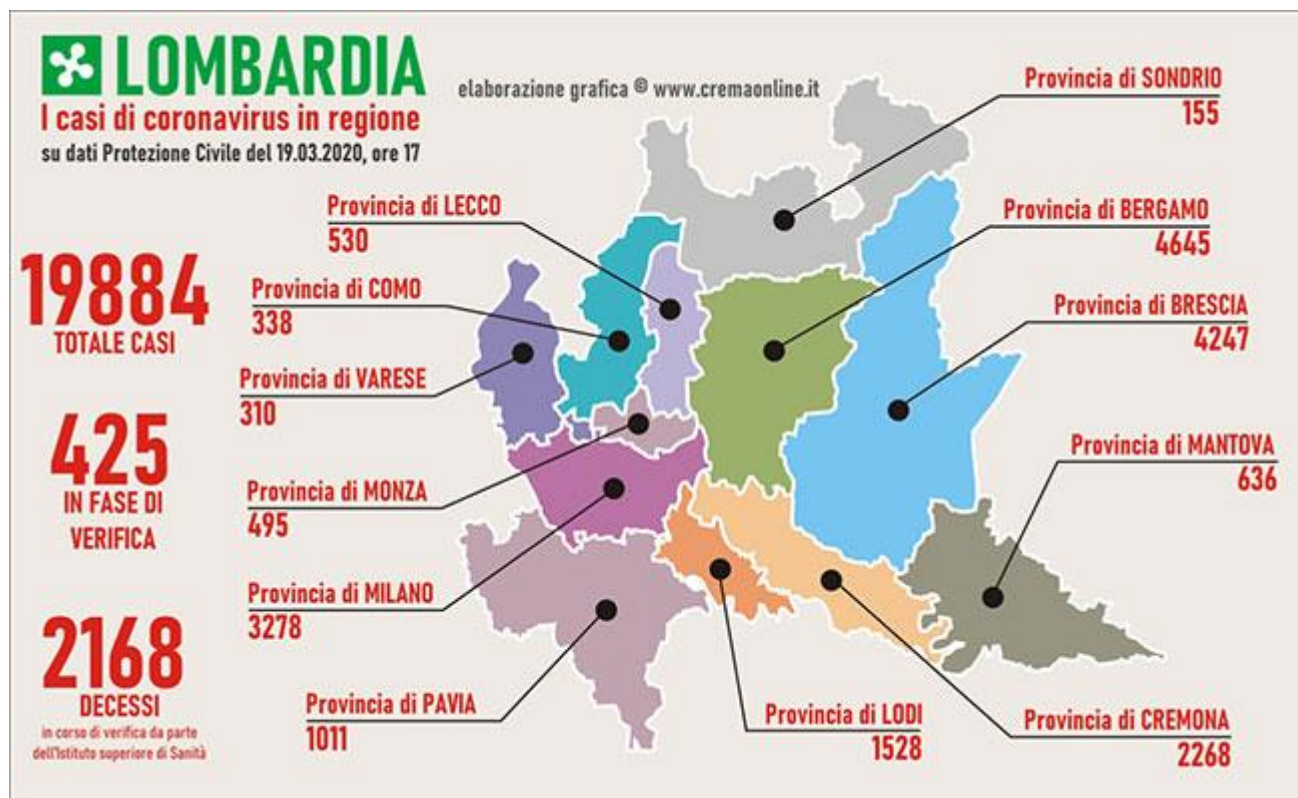 LOMBARDIA
I casi di coronavirus in regione
su dati Protezione Civile del 19.03.2020, ore 17
elaborazione grafica © www.cremaonline.it
19884
TOTALE CASI
425
IN FASE DI
VERIFICA
2168
DECESSI
in corso di verifica da parte
dell'Istituto superiore di Sanità
Provincia di LECCO
530
Provincia di COMO
338
Provincia di VARESE
310
Provincia di MONZA
495
Provincia di MILANO
3278
Provincia di PAVIA
1011
Provincia di SONDRIO
155
Provincia di BERGAMO
4645
Provincia di BRESCIA
4247
Provincia di MANTOVA
636
Provincia di LODI
1528
Provincia di CREMONA
2268